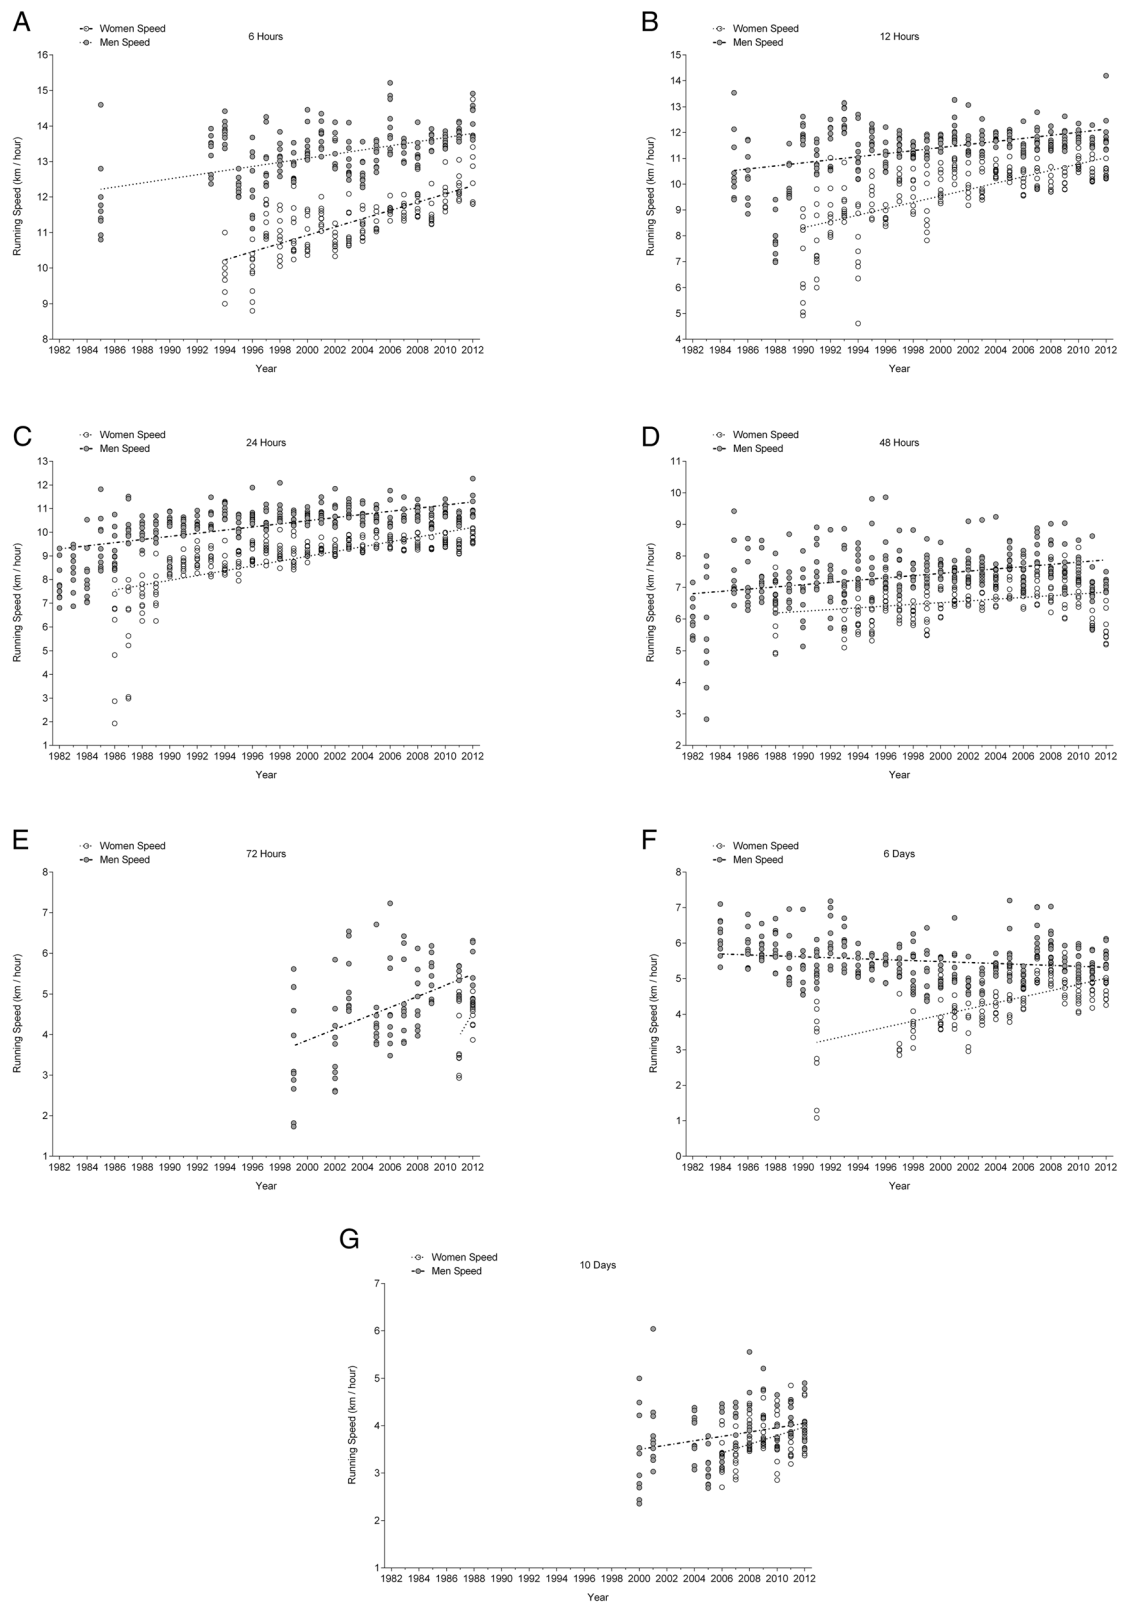 A
Women Speed
Men Speed
6 Hours
16
15
14
13
12
11
10
9
8
Running Speed (km / hour)
1982 1984 1986 1988 1990 1992 1994 1996 1998 2000 2002 2004 2006 2008 2010 2012
Year
B
Women Speed
Men Speed
12 Hours
15
14
13
12
11
10
9
8
7
6
5
4
Running Speed (km / hour)
1982 1984 1986 1988 1990 1992 1994 1996 1998 2000 2002 2004 2006 2008 2010 2012
Year
C
Women Speed
Men Speed
24 Hours
13
12
11
10
9
8
7
6
5
4
3
2
1
Running Speed (km / hour)
1982 1984 1986 1988 1990 1992 1994 1996 1998 2000 2002 2004 2006 2008 2010 2012
Year
D
Women Speed
Men Speed
48 Hours
11
10
9
8
7
6
5
4
3
2
Running Speed (km / hour)
1982 1984 1986 1988 1990 1992 1994 1996 1998 2000 2002 2004 2006 2008 2010 2012
Year
E
Women Speed
Men Speed
72 Hours
8
7
6
5
4
3
2
1
Running Speed (km / hour)
1982 1984 1986 1988 1990 1992 1994 1996 1998 2000 2002 2004 2006 2008 2010 2012
Year
F
Women Speed
Men Speed
6 Days
8
7
6
5
4
3
2
1
0
Running Speed (km / hour)
1982 1984 1986 1988 1990 1992 1994 1996 1998 2000 2002 2004 2006 2008 2010 2012
Year
G
Women Speed
Men Speed
10 Days
7
6
5
4
3
2
1
Running Speed (km / hour)
1982 1984 1986 1988 1990 1992 1994 1996 1998 2000 2002 2004 2006 2008 2010 2012
Year